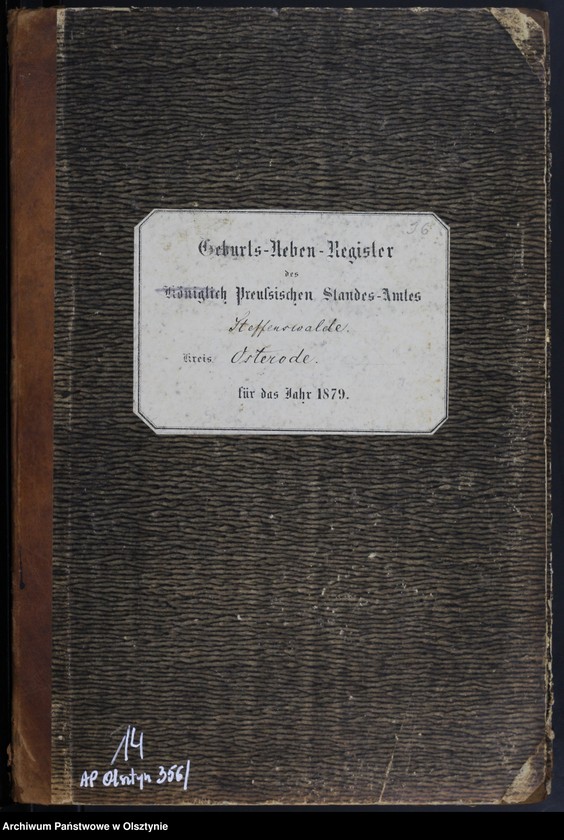 36
Geburts-Neben-Register
des
Königlich Preußischen Standes-Amtes
Steffenswalde.
Kreis Osterode.
für das Jahr 1879.
14
AP Olsztyn 356/
Archiwum Państwowe w Olsztynie